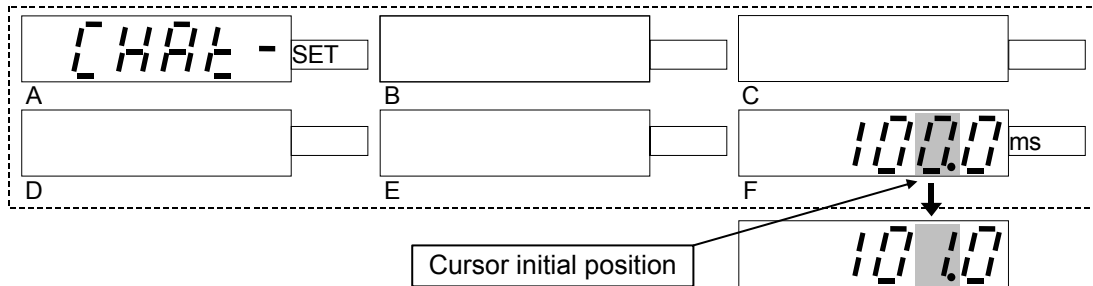 CHAt- SET
A B C
100.0 ms
D E F
Cursor initial position
101.0